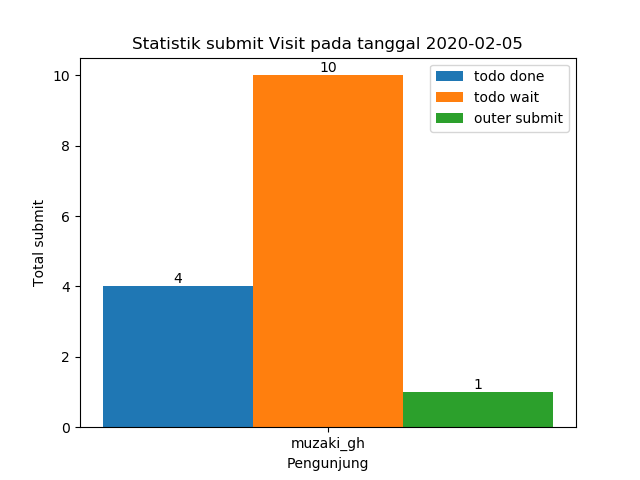 Statistik submit Visit pada tanggal 2020-02-05
10
todo done
todo wait
outer submit
10
8
6
4
2
0
4
1
Total submit
muzaki_gh
Pengunjung